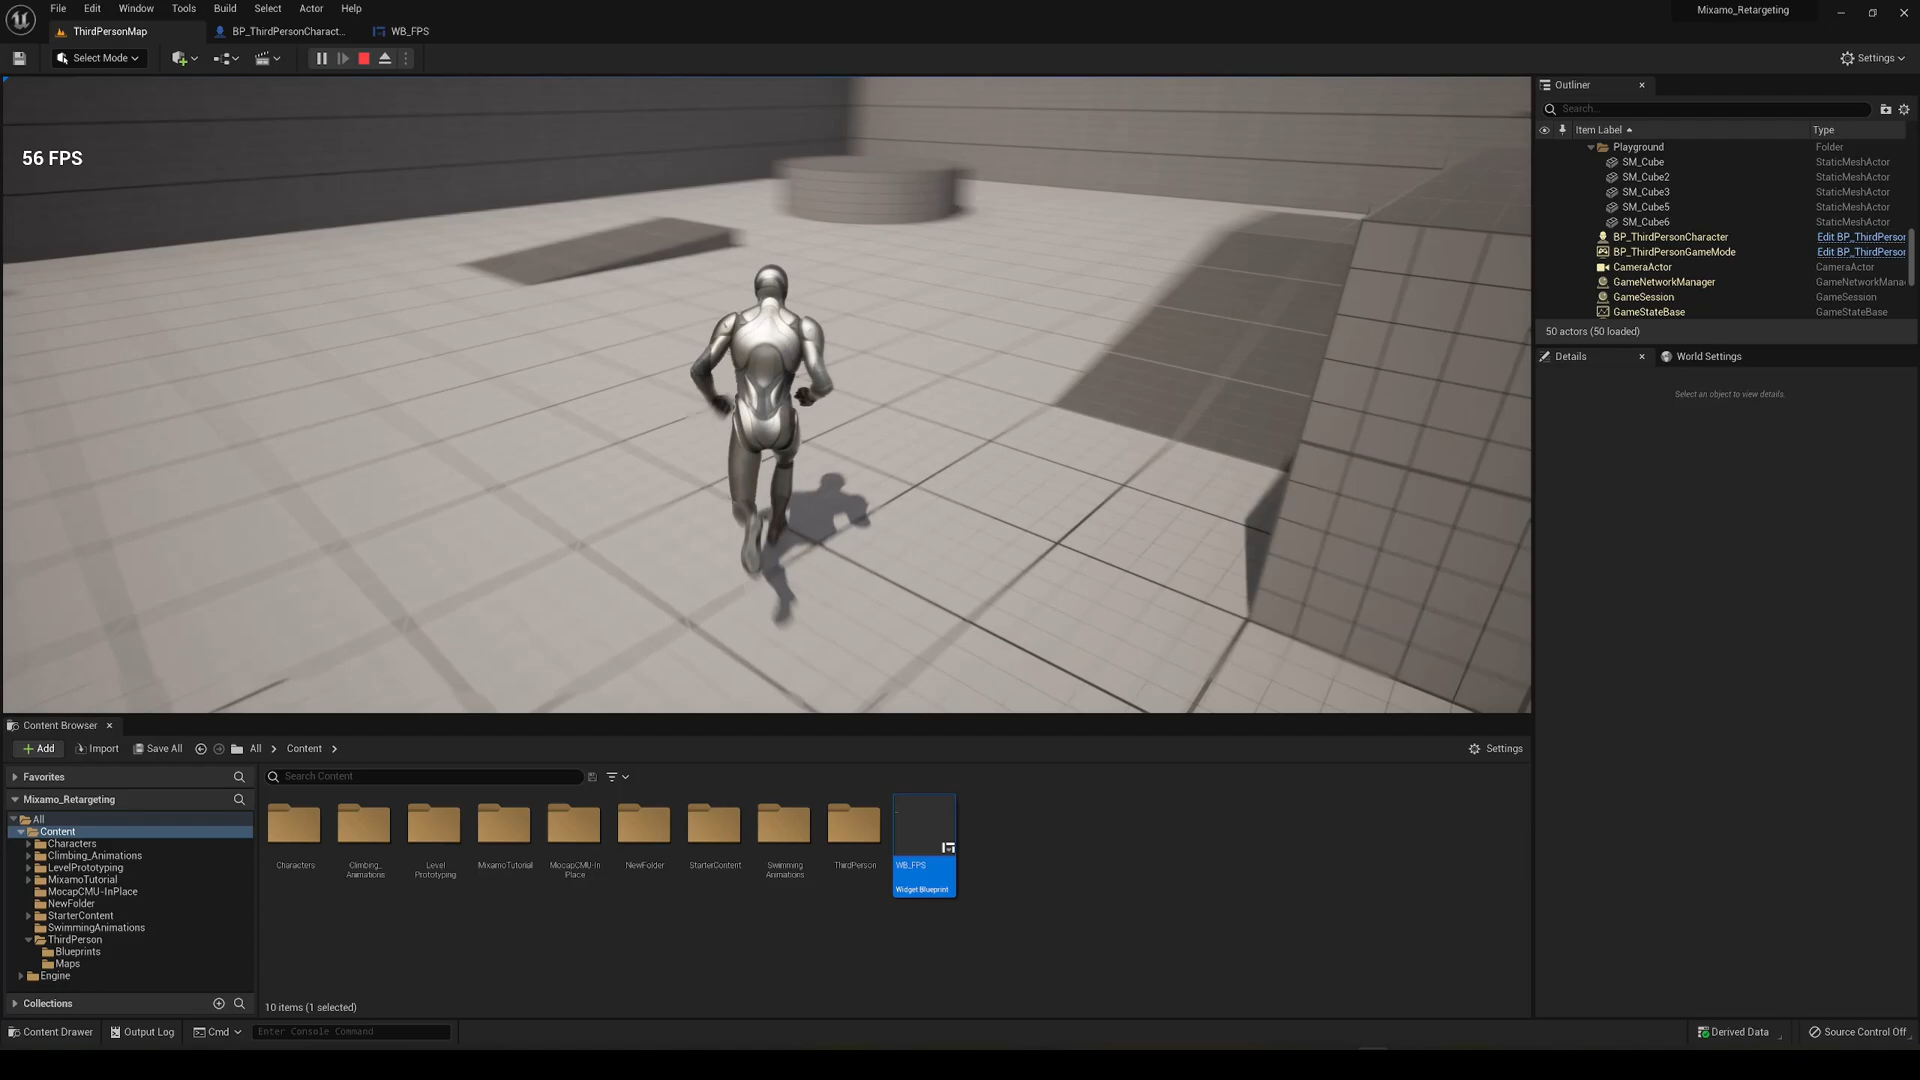 File Edit Window Tools Build Select Actor Help
Mixamo_Retargeting
ThirdPersonMap
BP_ThirdPersonCharact...
WB_FPS
Select Mode
Settings
56 FPS
Outliner
Search...
Item Label
Type
Playground Folder
SM_Cube StaticMeshActor
SM_Cube2 StaticMeshActor
SM_Cube3 StaticMeshActor
SM_Cube5 StaticMeshActor
SM_Cube6 StaticMeshActor
BP_ThirdPersonCharacter Edit BP_ThirdPerson
BP_ThirdPersonGameMode Edit BP_ThirdPerson
CameraActor CameraActor
GameNetworkManager GameNetworkMana
GameSession GameSession
GameStateBase GameStateBase
50 actors (50 loaded)
Details
World Settings
Select an object to view details.
Content Browser
Add
Import
Save All
All
Content
Settings
Favorites
Search Content
Mixamo_Retargeting
All
Content
Characters
Climbing_Animations
LevelPrototyping
MixamoTutorial
MocapCMU-InPlace
NewFolder
StarterContent
SwimmingAnimations
ThirdPerson
Blueprints
Maps
Engine
Collections
Characters
Climbing_
Animations
Level
Prototyping
MixamoTutorial
MocapCMU-In
Place
NewFolder
StarterContent
Swimming
Animations
ThirdPerson
WB_FPS
Widget Blueprint
10 items (1 selected)
Content Drawer
Output Log
Cmd
Enter Console Command
Derived Data
Source Control Off